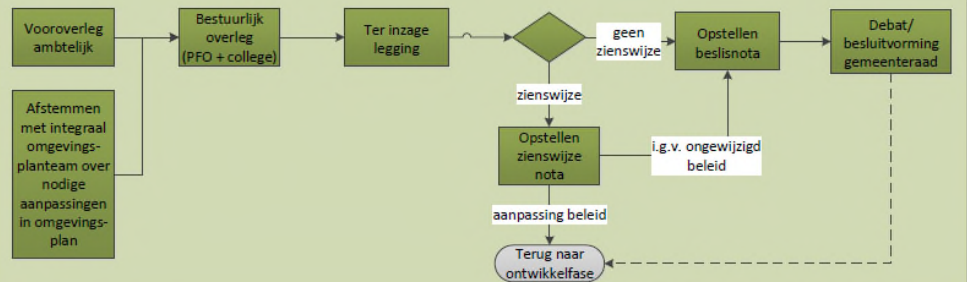 Vooroverleg
ambtelijk
Afstemmen
met integraal
omgevings-
planteam over
nodige
aanpassingen
in omgevings-
plan
Bestuurlijk
overleg
(PFO + college)
Ter inzage
legging
geen
zienswijze
zienswijze
Opstellen
zienswijze
nota
i.g.v. ongewijzigd
beleid
aanpassing beleid
Terug naar
ontwikkelfase
Opstellen
beslisnota
Debat/
besluitvorming
gemeenteraad